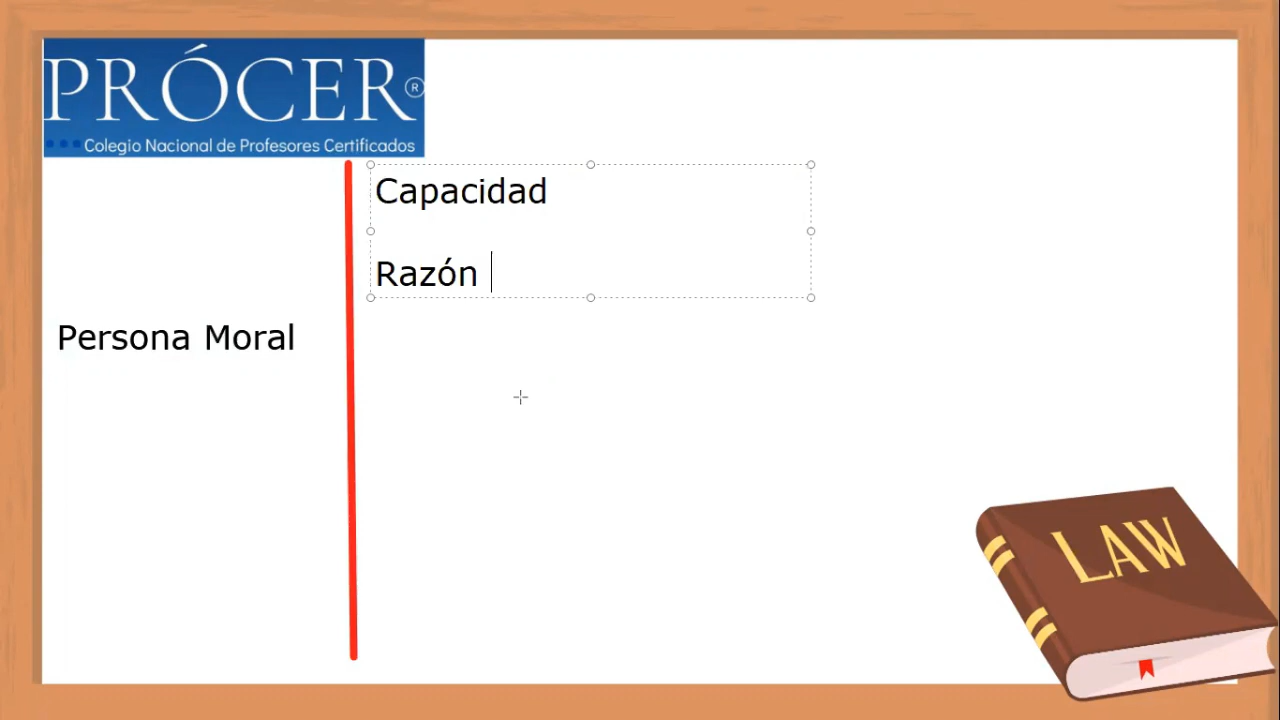 PRÓCER®
Colegio Nacional de Profesores Certificados
Capacidad
Razón
Persona Moral
LAW